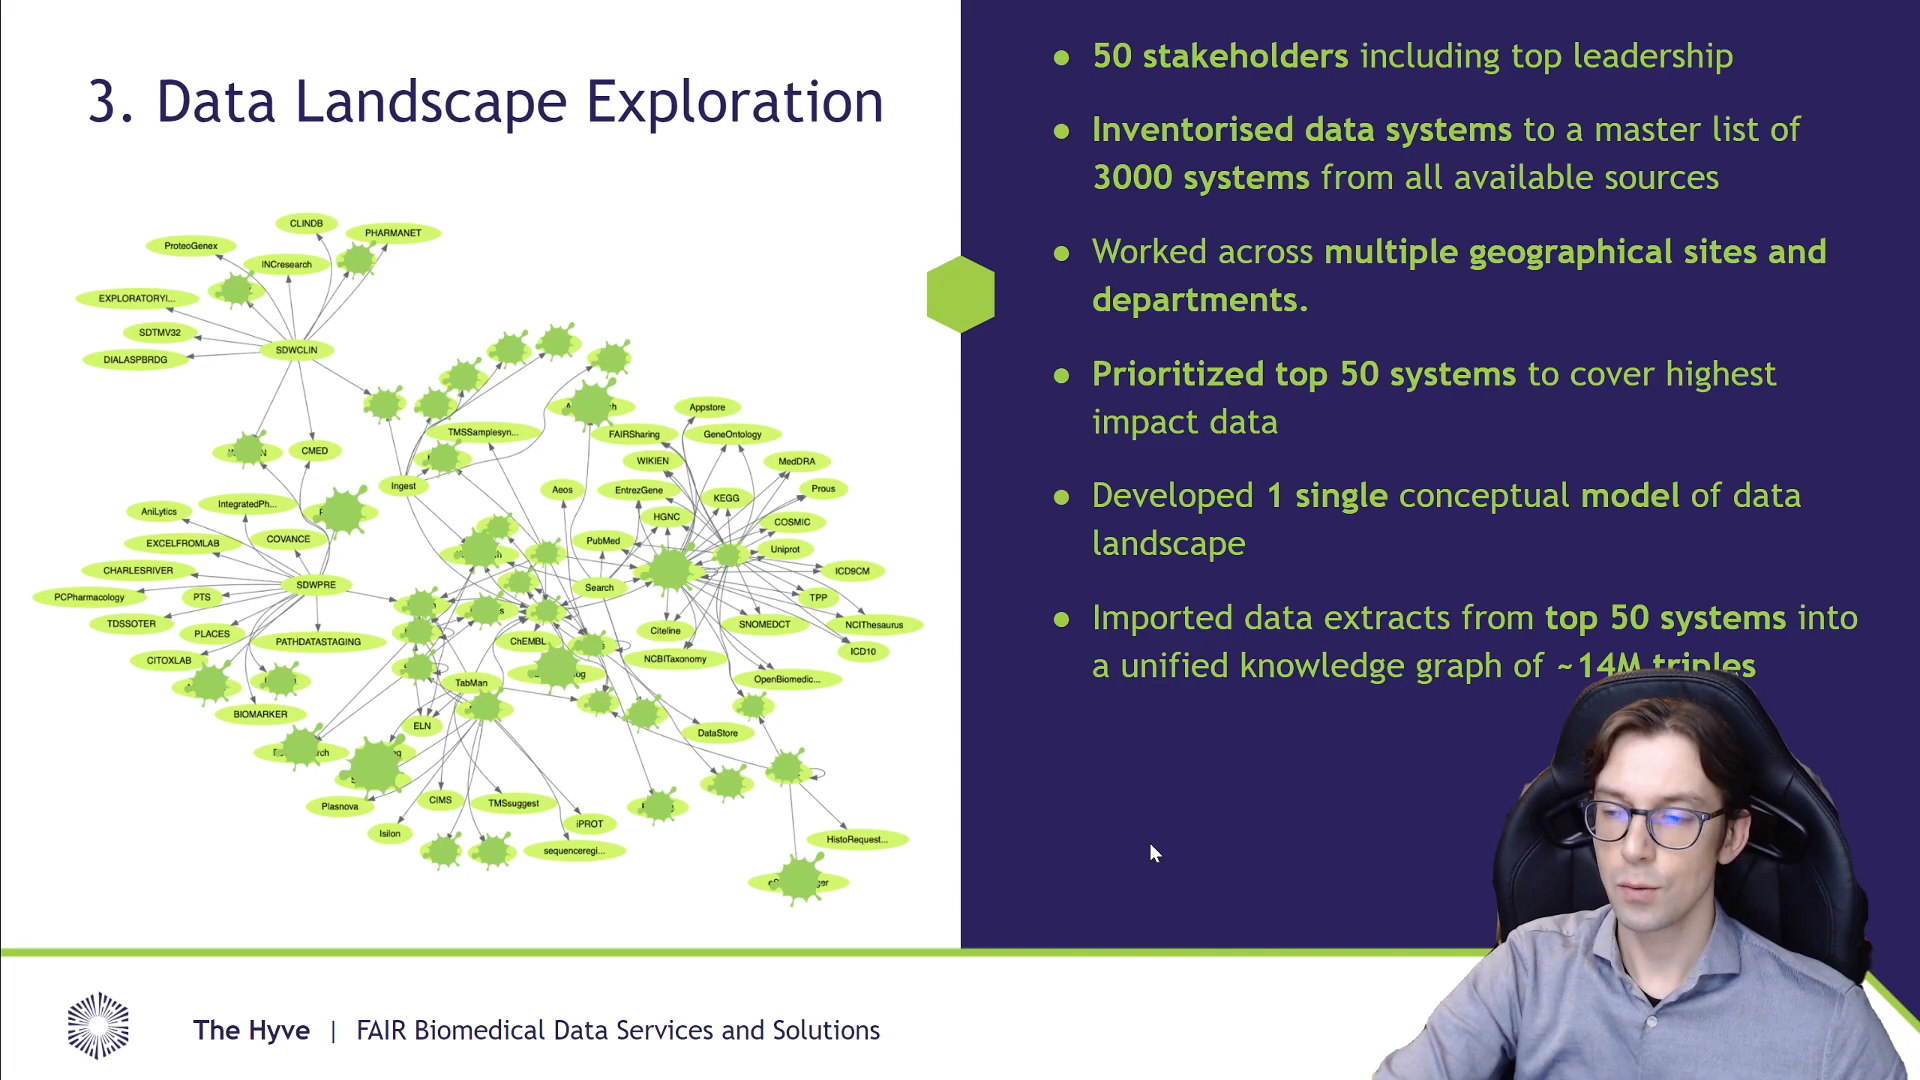 3. Data Landscape Exploration
● 50 stakeholders including top leadership
● Inventorised data systems to a master list of
3000 systems from all available sources
● Worked across multiple geographical sites and
departments.
● Prioritized top 50 systems to cover highest
impact data
● Developed 1 single conceptual model of data
landscape
● Imported data extracts from top 50 systems into
a unified knowledge graph of ~14M triples
CLINDB
PHARMANET
ProteoGenex
INCresearch
EXPLORATORYI...
SDTMV32
SDWCLIN
DIALASPBRDG
Appstore
TMSSamplesyn...
FAIRSharing
GeneOntology
CMED
WIKIEN
MedDRA
Ingest
Aeos
EntrezGene
KEGG
Prous
IntegratedPh...
AniLytics
HGNC
COSMIC
EXCELFROMLAB
COVANCE
PubMed
Uniprot
CHARLESRIVER
ICD9CM
SDWPRE
Search
PCPharmacology
PTS
TPP
TDSSOTER
SNOMEDCT
NCIThesaurus
PLACES
PATHDATASTAGING
ChEMBL
Citeline
ICD10
CITOXLAB
NCBITaxonomy
TabMan
OpenBiomedic...
BIOMARKER
ELN
DataStore
Plasnova
CIMS
TMSsuggest
Isilon
iPROT
sequenceregi...
HistoRequest...
The Hyve | FAIR Biomedical Data Services and Solutions